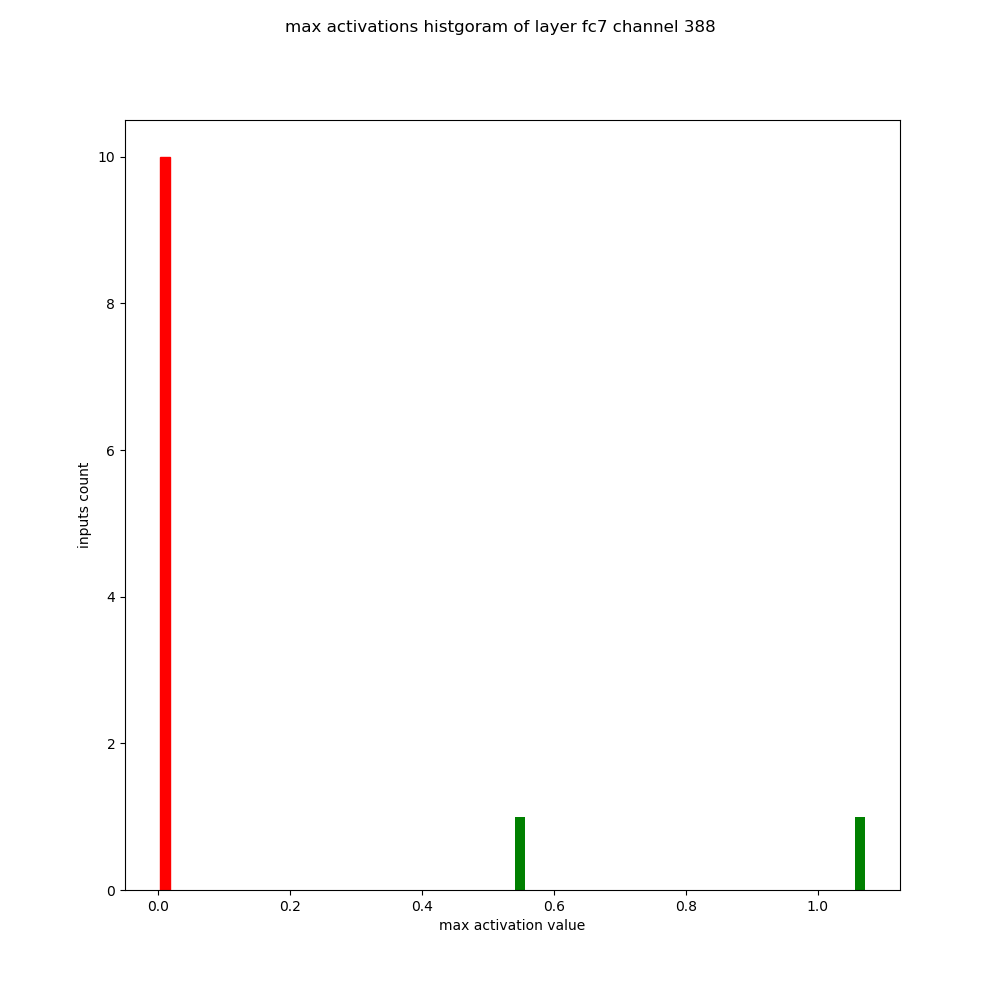 max activations histgoram of layer fc7 channel 388
10
8
6
4
2
0
inputs count
0.0 0.2 0.4 0.6 0.8 1.0
max activation value